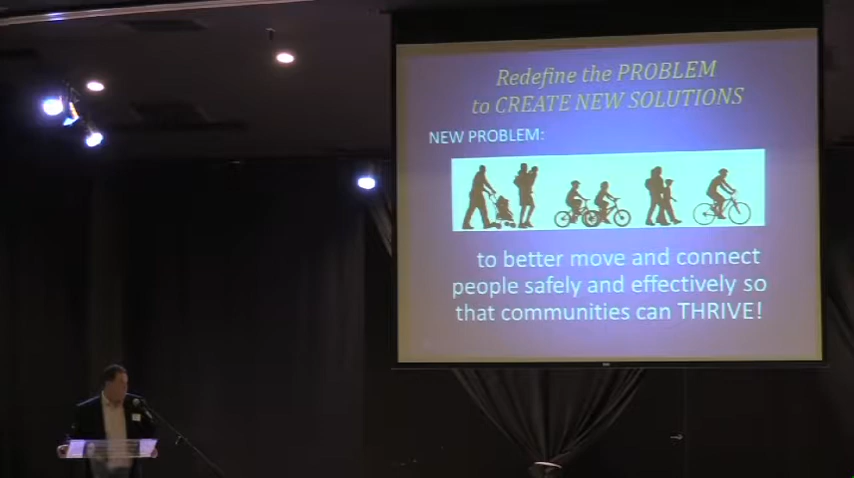 Redefine the PROBLEM
to CREATE NEW SOLUTIONS
NEW PROBLEM:
to better move and connect
people safely and effectively so
that communities can THRIVE!